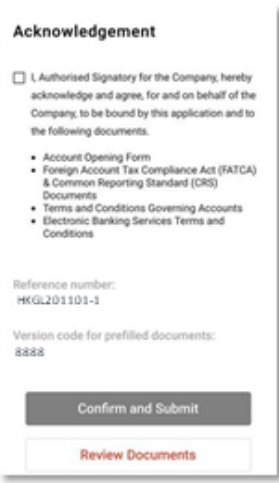 Acknowledgement
I, Authorised Signatory for the Company, hereby
acknowledge and agree, for and on behalf of the
Company, to be bound by this application and to
the following documents.
• Account Opening Form
• Foreign Account Tax Compliance Act (FATCA)
& Common Reporting Standard (CRS)
Documents
• Terms and Conditions Governing Accounts
• Electronic Banking Services Terms and
Conditions
Reference number:
HKGL201101-1
Version code for prefilled documents:
8888
Confirm and Submit
Review Documents